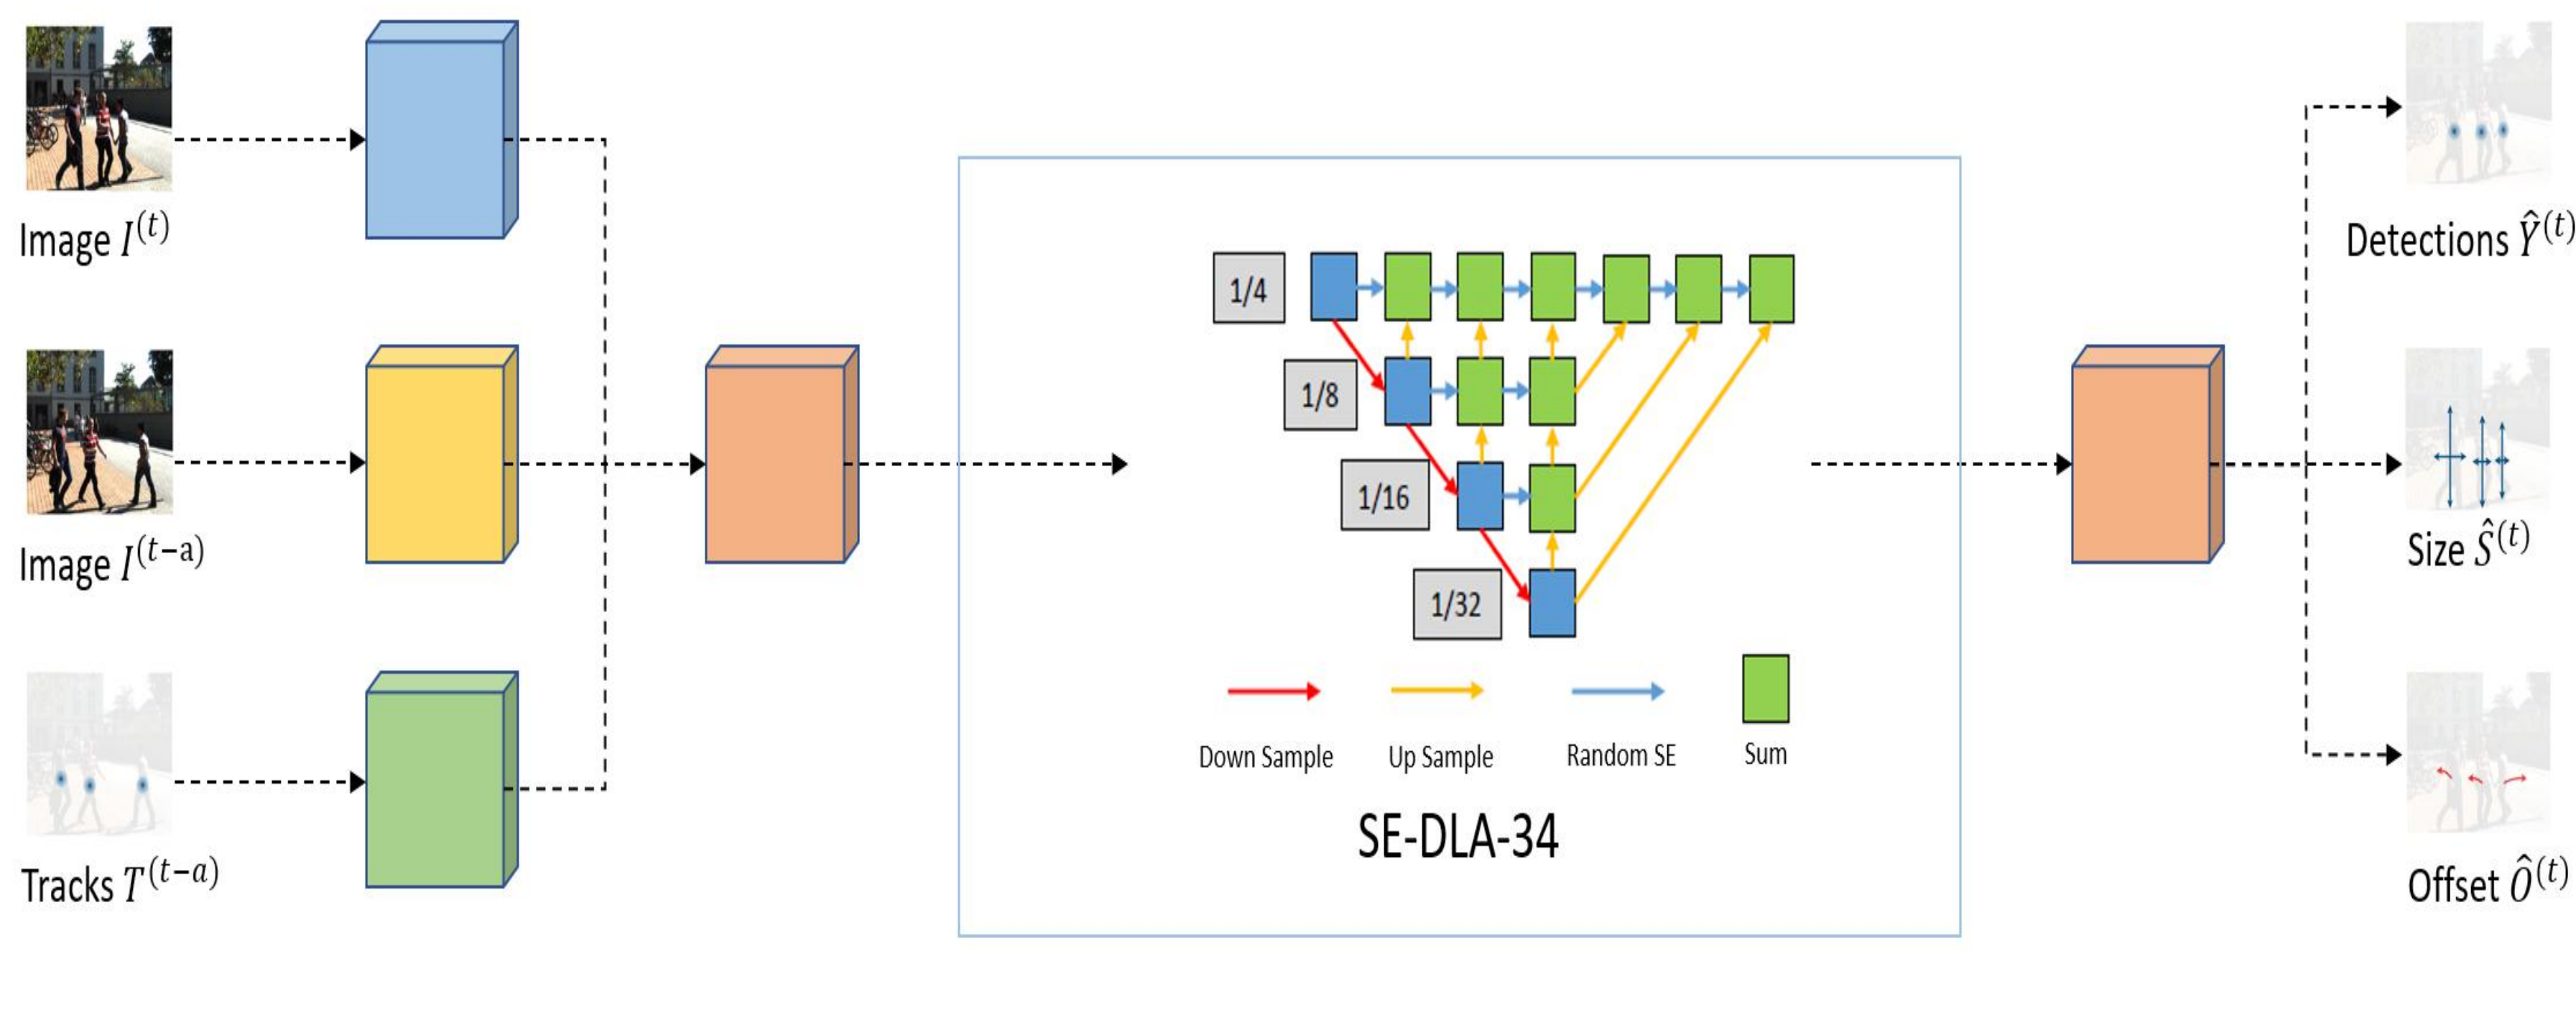 Image I^(t)
Image I^(t−a)
Tracks T^(t−a)
1/4
1/8
1/16
1/32
Down Sample
Up Sample
Random SE
Sum
SE-DLA-34
Detections Ŷ^(t)
Size Ŝ^(t)
Offset Ô^(t)